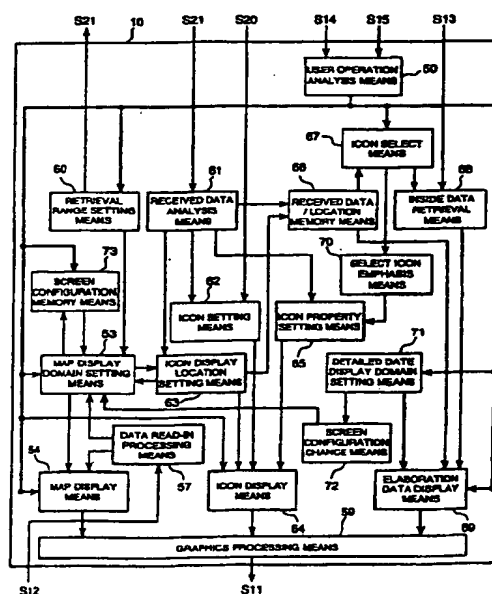 S21
10
S21
S20
S14
S15
S13
USER OPERATION
ANALYSIS MEANS
50
67
ICON SELECT
MEANS
60
61
66
68
RETRIEVAL
RANGE SETTING
MEANS
RECEIVED DATA
ANALYSIS MEANS
RECEIVED DATA
/ LOCATION
MEMORY MEANS
INSIDE DATA
RETRIEVAL
MEANS
73
SCREEN
CONFIGURATION
MEMORY MEANS
62
70
SELECT ICON
EMPHASIS
MEANS
53
ICON SETTING
MEANS
ICON PROPERTY
SETTING MEANS
71
MAP DISPLAY
DOMAIN SETTING
MEANS
ICON DISPLAY
LOCATION
SETTING MEANS
65
DETAILED DATE
DISPLAY DOMAIN
SETTING MEANS
63
54
DATA READ-IN
PROCESSING
MEANS
SCREEN
CONFIGURATION
CHANGE MEANS
57
72
MAP DISPLAY
MEANS
ICON DISPLAY
MEANS
ELABORATION
DATA DISPLAY
MEANS
64
59
69
GRAPHICS PROCESSING MEANS
S12
S11